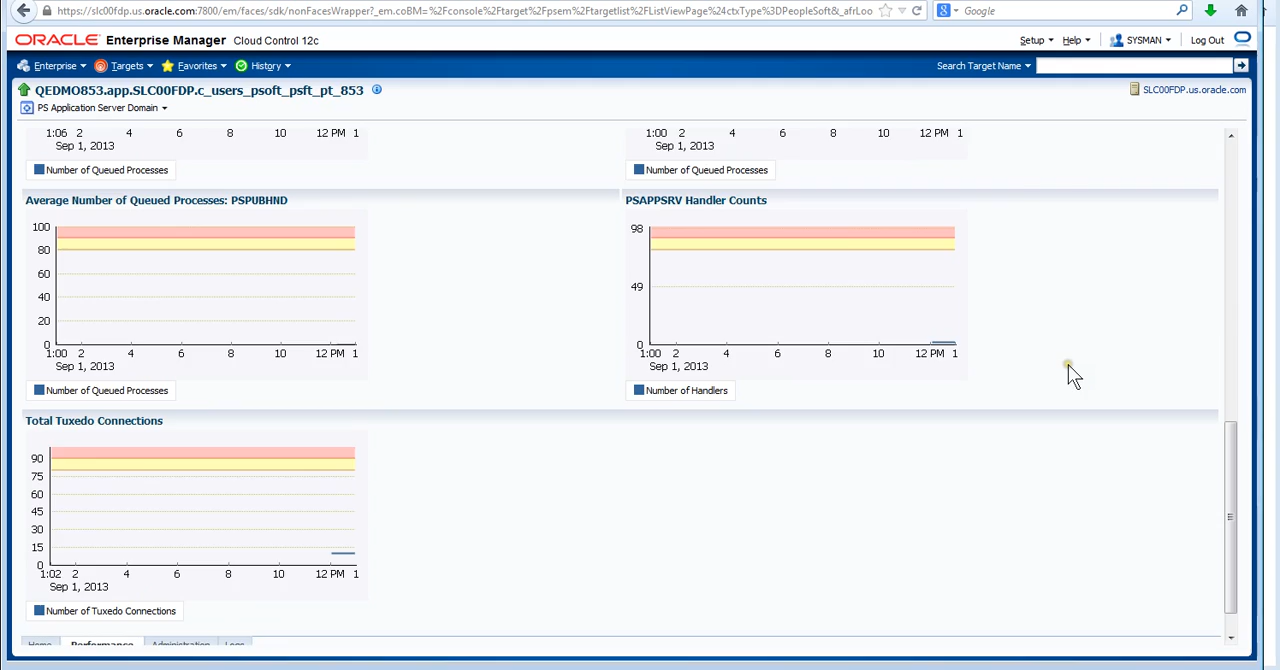 https://slc00fdp.us.oracle.com:7800/em/faces/sdk/nonFacesWrapper?_em.coBM=%2Fconsole%2Ftarget%2Fpsem%2Ftargetlist%2FListViewPage%24ctxType%3DPeopleSoft&_afrLoo
Google
ORACLE Enterprise Manager Cloud Control 12c
Setup Help SYSMAN Log Out
Enterprise Targets Favorites History Search Target Name
QEDMO853.app.SLC00FDP.c_users_psoft_psft_pt_853
SLC00FDP.us.oracle.com
PS Application Server Domain
1:06 2 4 6 8 10 12 PM 1
Sep 1, 2013
Number of Queued Processes
1:00 2 4 6 8 10 12 PM 1
Sep 1, 2013
Number of Queued Processes
Average Number of Queued Processes: PSPUBHND
100
80
60
40
20
0
1:00 2 4 6 8 10 12 PM 1
Sep 1, 2013
Number of Queued Processes
PSAPPSRV Handler Counts
98
49
0
1:00 2 4 6 8 10 12 PM 1
Sep 1, 2013
Number of Handlers
Total Tuxedo Connections
90
75
60
45
30
15
0
1:02 2 4 6 8 10 12 PM 1
Sep 1, 2013
Number of Tuxedo Connections
Home Performance Administration Logs